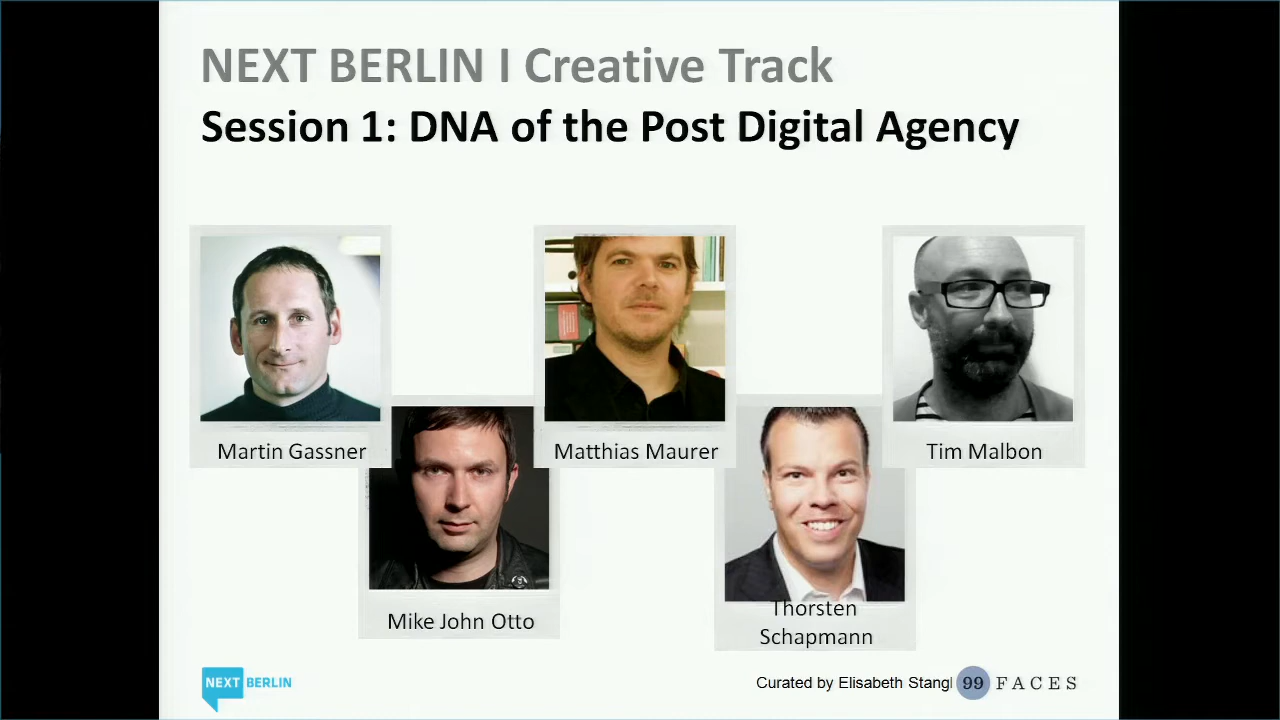 NEXT BERLIN I Creative Track
Session 1: DNA of the Post Digital Agency
Martin Gassner
Matthias Maurer
Tim Malbon
Mike John Otto
Thorsten
Schapmann
NEXT BERLIN
Curated by Elisabeth Stangl 99 FACES